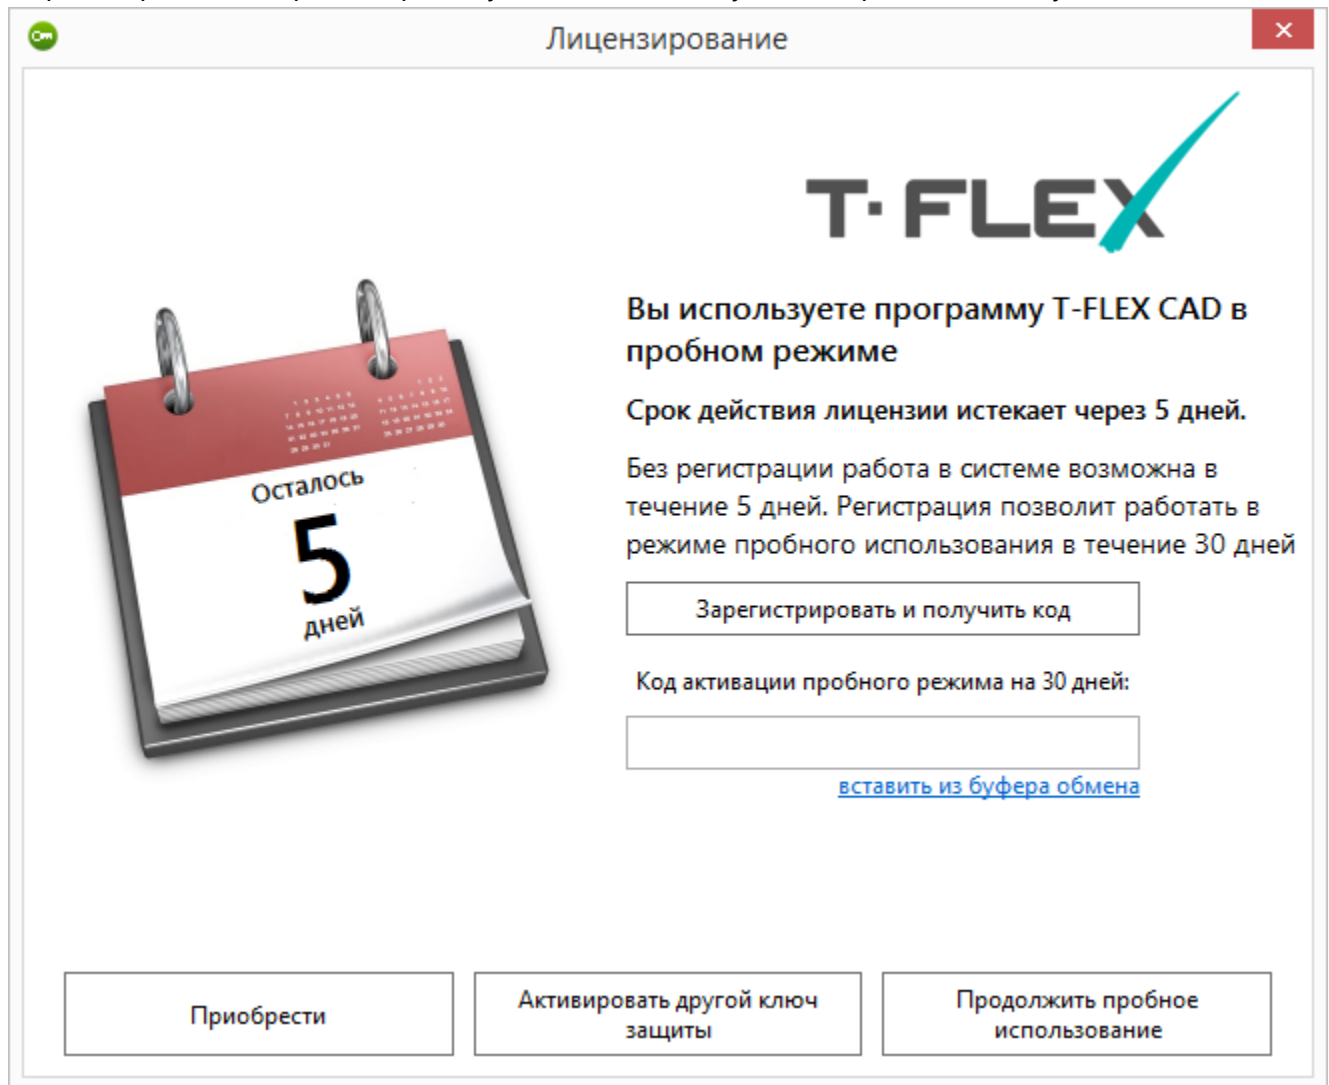 Лицензирование
T·FLEX
Вы используете программу T-FLEX CAD в
пробном режиме
Срок действия лицензии истекает через 5 дней.
Без регистрации работа в системе возможна в
течение 5 дней. Регистрация позволит работать в
режиме пробного использования в течение 30 дней
Осталось
5
дней
Зарегистрировать и получить код
Код активации пробного режима на 30 дней:
вставить из буфера обмена
Приобрести
Активировать другой ключ
защиты
Продолжить пробное
использование